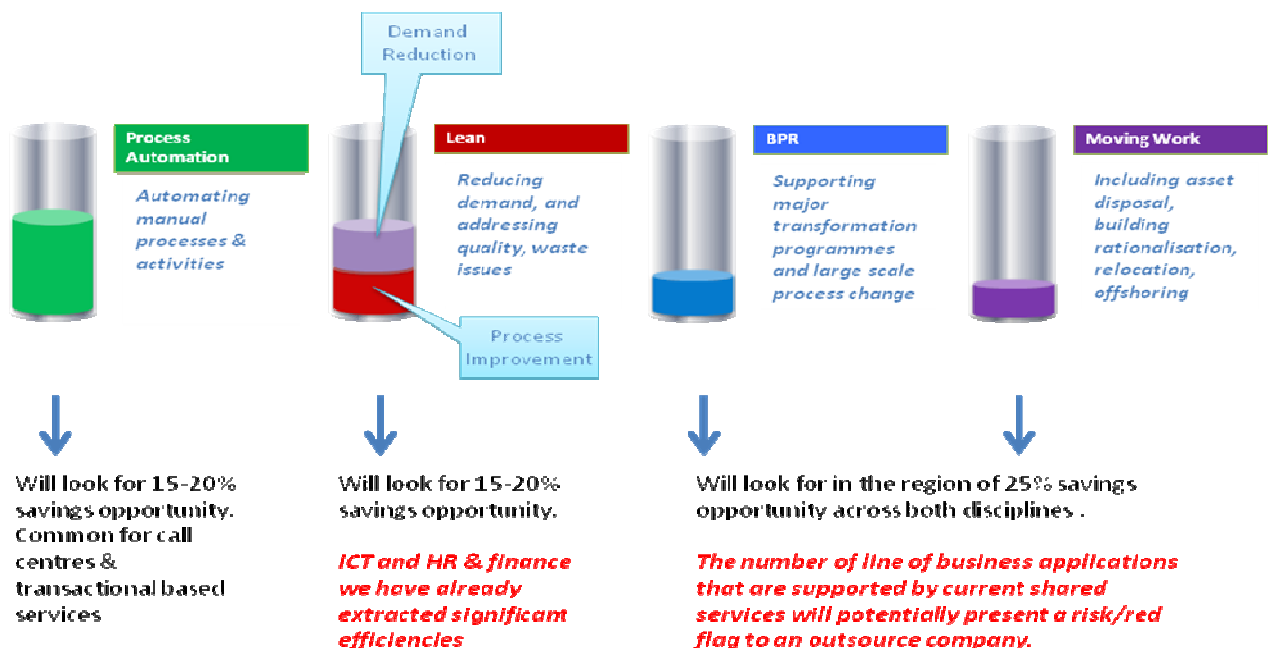 Demand
Reduction
Process
Automation
Automating
manual
processes &
activities
Lean
Reducing
demand, and
addressing
quality, waste
issues
BPR
Supporting
major
transformation
programmes
and large scale
process change
Moving Work
Including asset
disposal,
building
rationalisation,
relocation,
offshoring
Process
Improvement
Will look for 15-20%
savings opportunity.
Common for call
centres &
transactional based
services
Will look for 15-20%
savings opportunity.
ICT and HR & finance
we have already
extracted significant
efficiencies
Will look for in the region of 25% savings
opportunity across both disciplines .
The number of line of business applications
that are supported by current shared
services will potentially present a risk/red
flag to an outsource company.